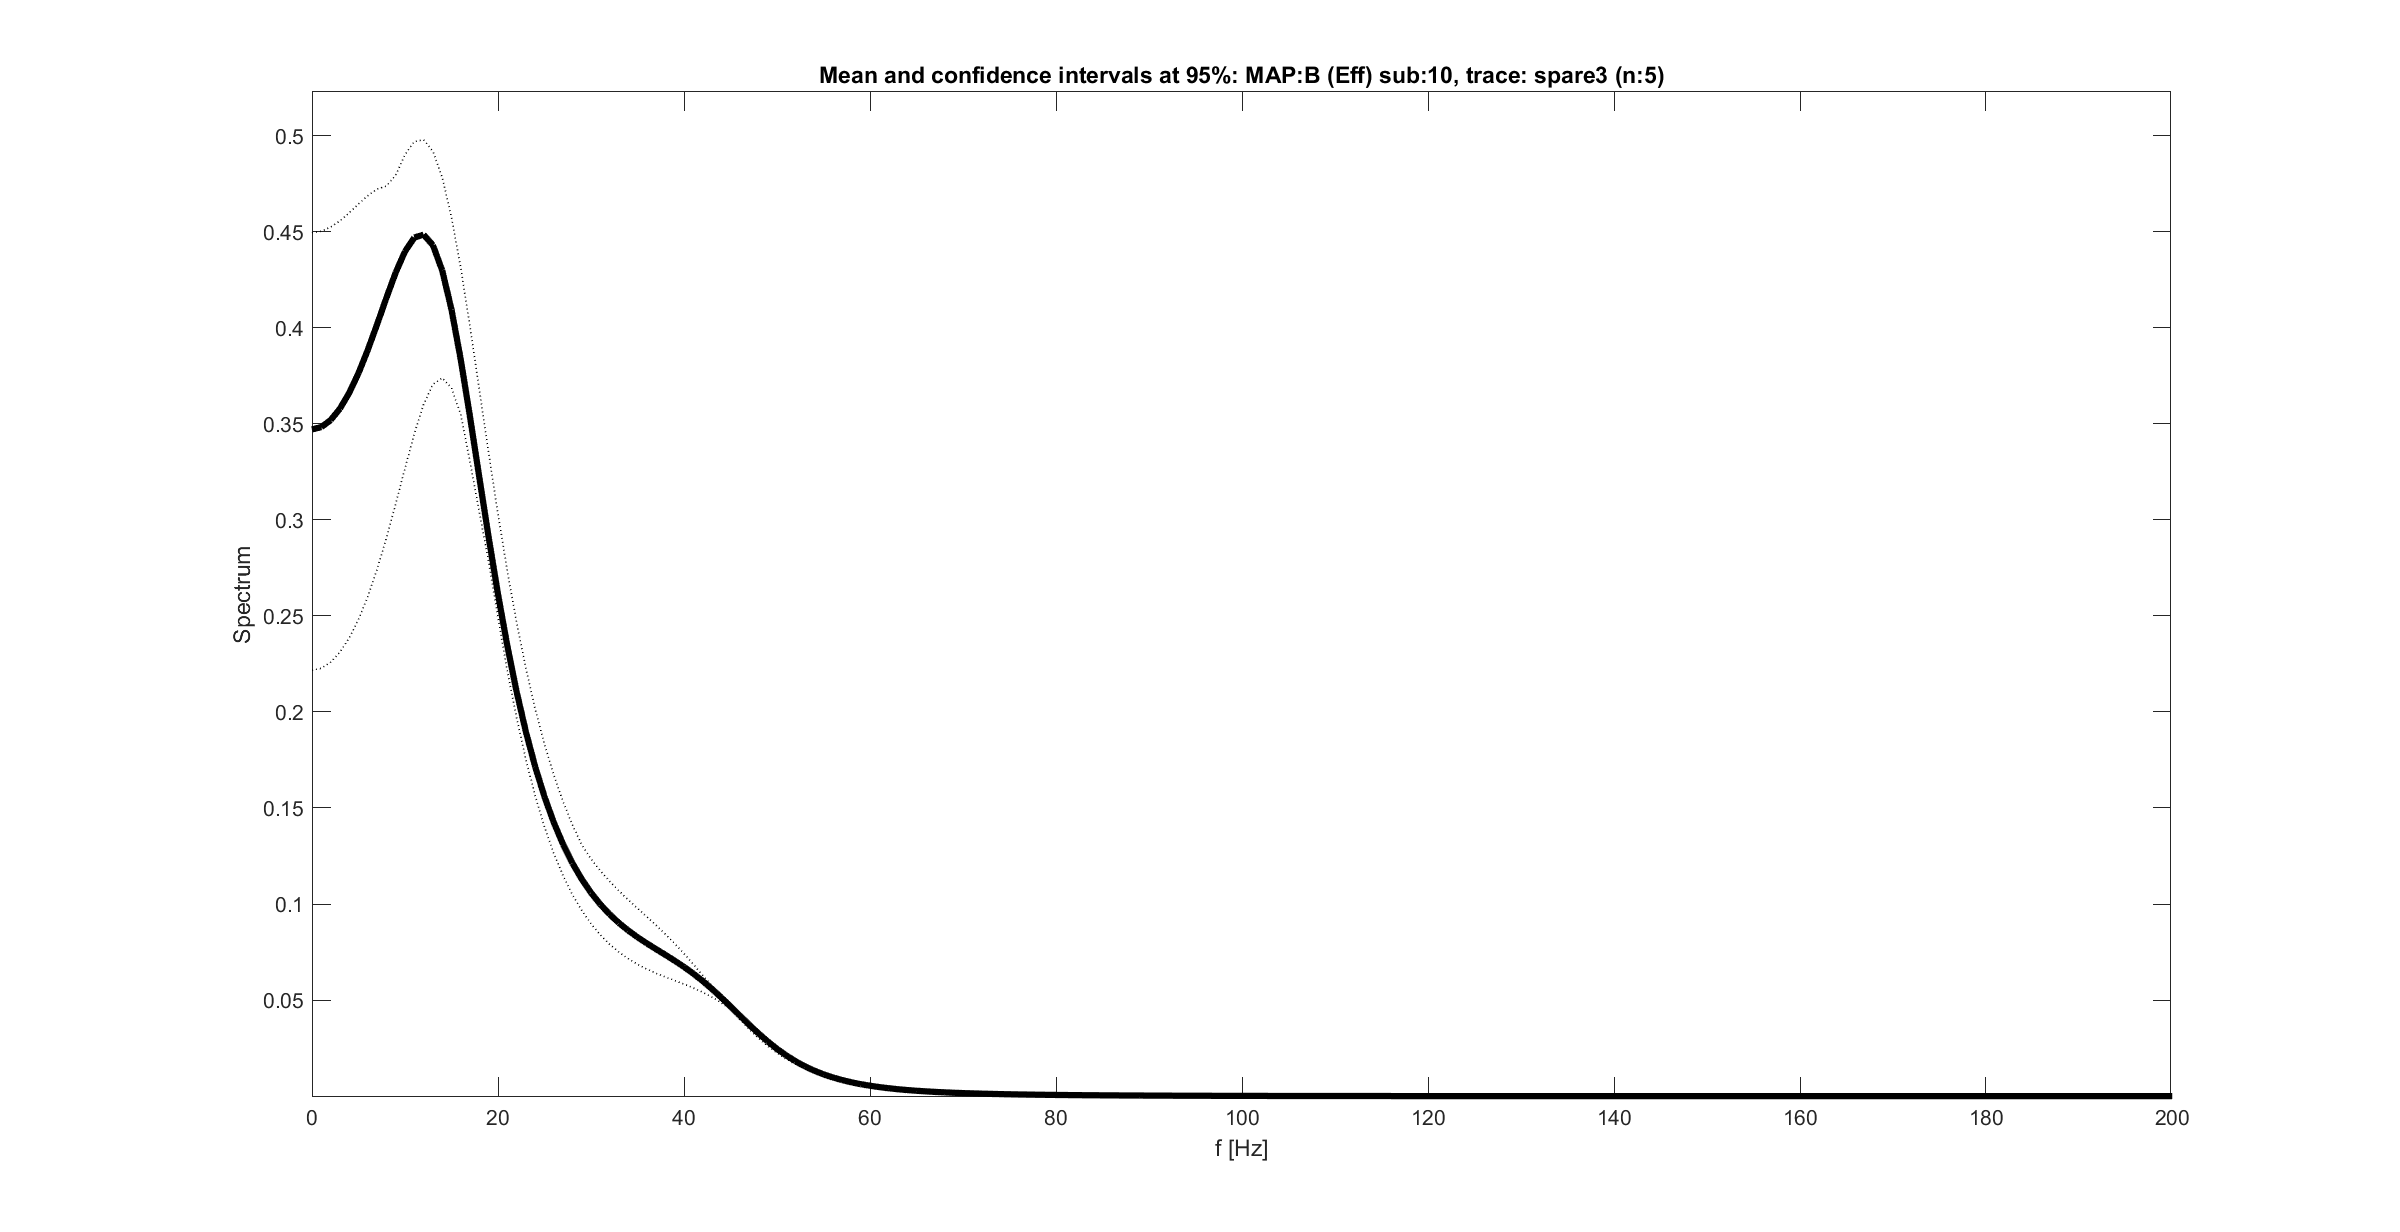 Mean and confidence intervals at 95%: MAP:B (Eff) sub:10, trace: spare3 (n:5)
0.5
0.45
0.4
0.35
0.3
0.25
0.2
0.15
0.1
0.05
Spectrum
0 20 40 60 80 100 120 140 160 180 200
f [Hz]